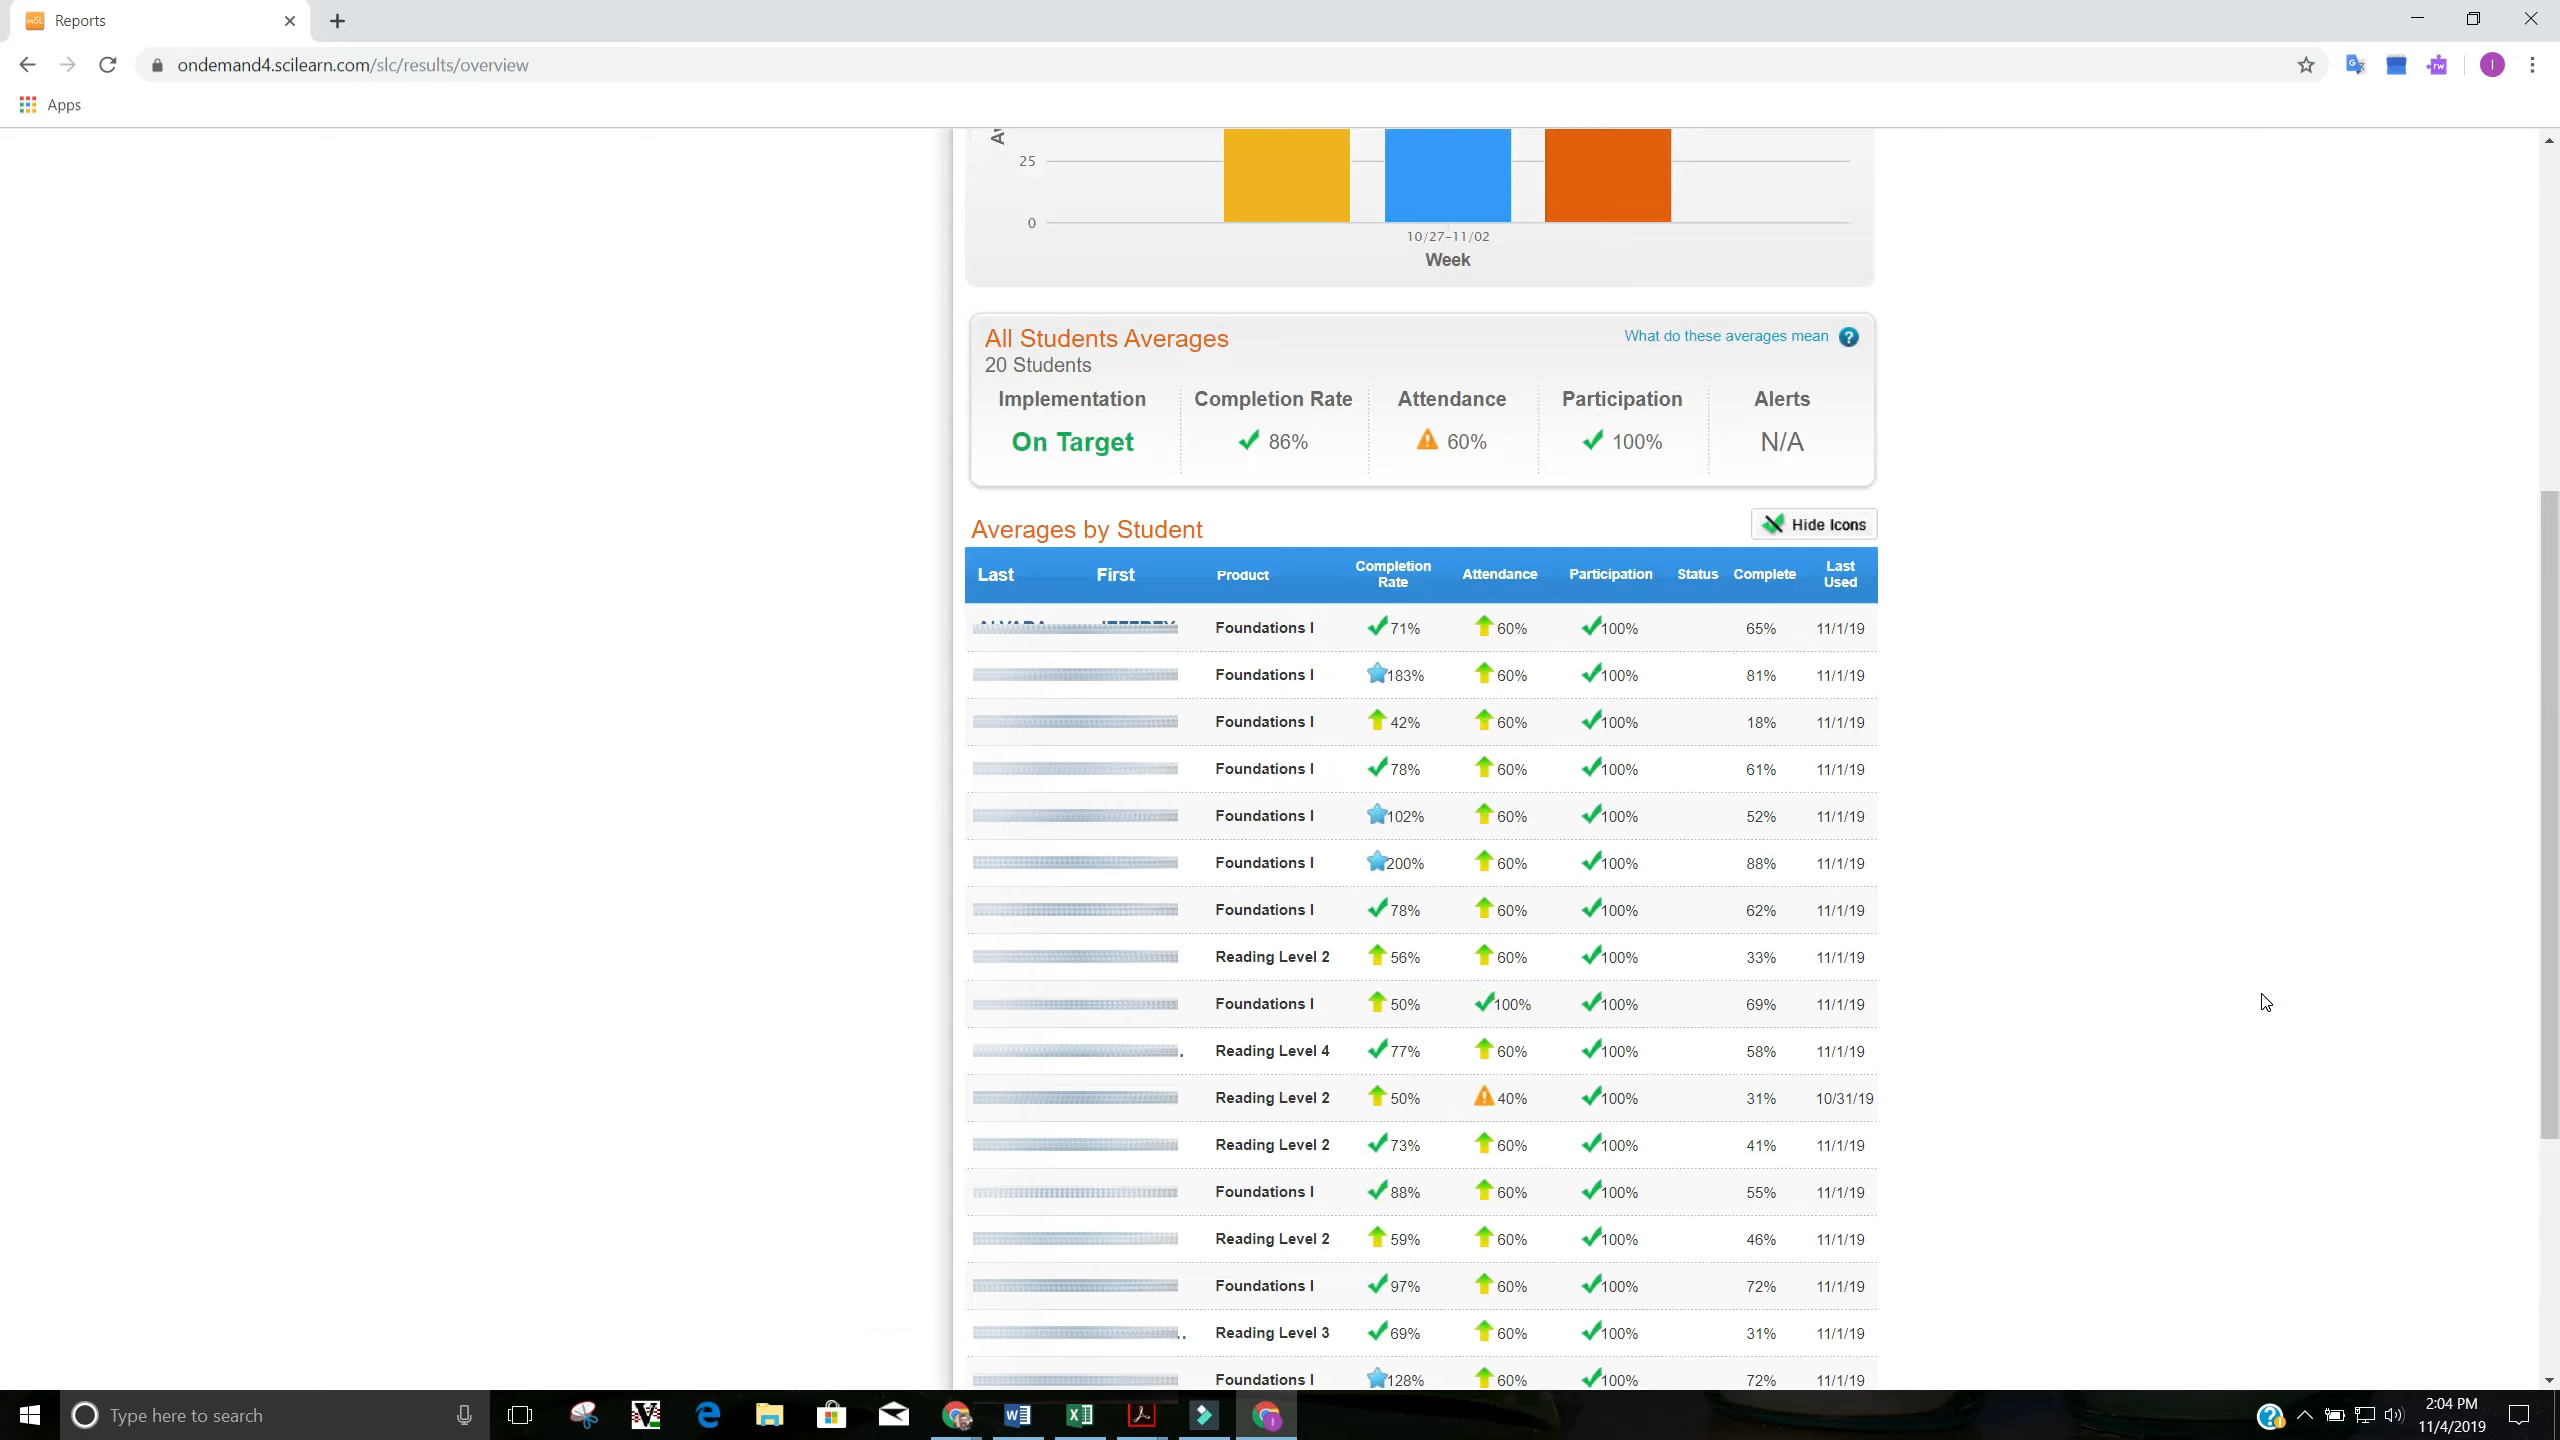 Reports
ondemand4.scilearn.com/slc/results/overview
Apps
25
0
10/27-11/02
Week
All Students Averages
What do these averages mean ?
20 Students
Implementation Completion Rate Attendance Participation Alerts
On Target 86% 60% 100% N/A
Averages by Student
Hide Icons
Last First Product Completion Rate Attendance Participation Status Complete Last Used
Foundations I 71% 60% 100% 65% 11/1/19
Foundations I 183% 60% 100% 81% 11/1/19
Foundations I 42% 60% 100% 18% 11/1/19
Foundations I 78% 60% 100% 61% 11/1/19
Foundations I 102% 60% 100% 52% 11/1/19
Foundations I 200% 60% 100% 88% 11/1/19
Foundations I 78% 60% 100% 62% 11/1/19
Reading Level 2 56% 60% 100% 33% 11/1/19
Foundations I 50% 100% 100% 69% 11/1/19
Reading Level 4 77% 60% 100% 58% 11/1/19
Reading Level 2 50% 40% 100% 31% 10/31/19
Reading Level 2 73% 60% 100% 41% 11/1/19
Foundations I 88% 60% 100% 55% 11/1/19
Reading Level 2 59% 60% 100% 46% 11/1/19
Foundations I 97% 60% 100% 72% 11/1/19
Reading Level 3 69% 60% 100% 31% 11/1/19
Foundations I 128% 60% 100% 72% 11/1/19
Type here to search
2:04 PM
11/4/2019